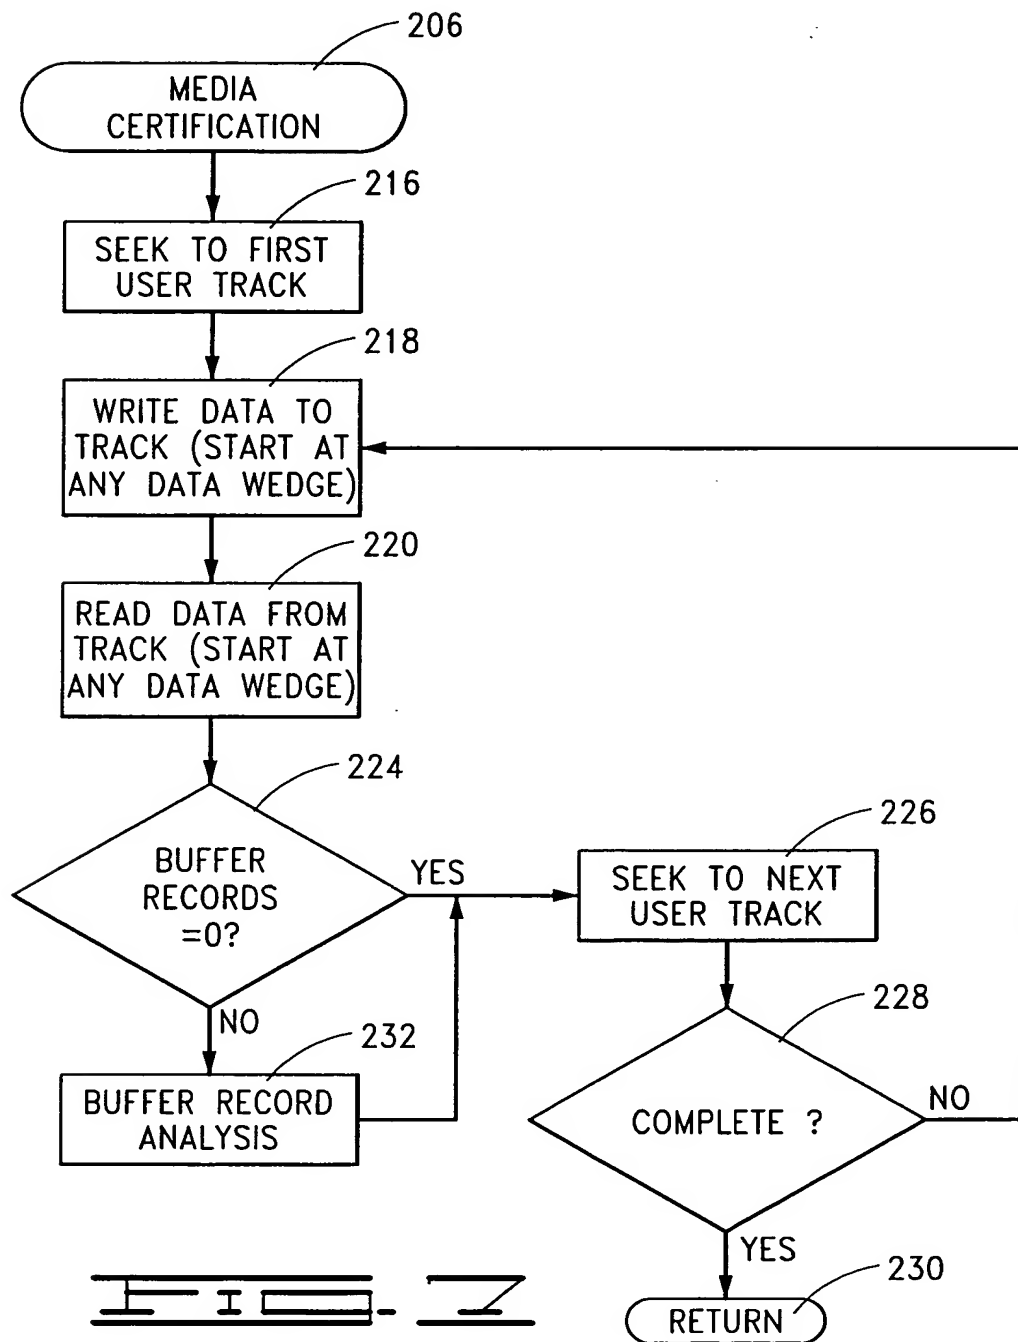 206
MEDIA
CERTIFICATION
216
SEEK TO FIRST
USER TRACK
218
WRITE DATA TO
TRACK (START AT
ANY DATA WEDGE)
220
READ DATA FROM
TRACK (START AT
ANY DATA WEDGE)
224
BUFFER
RECORDS
=0?
YES
NO
232
BUFFER RECORD
ANALYSIS
226
SEEK TO NEXT
USER TRACK
228
COMPLETE ?
NO
YES
230
RETURN
FIG. 7